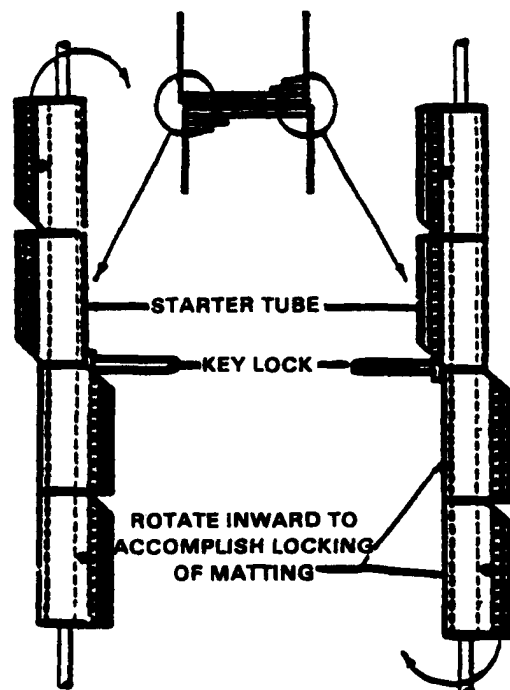 STARTER TUBE
KEY LOCK
ROTATE INWARD TO
ACCOMPLISH LOCKING
OF MATTING